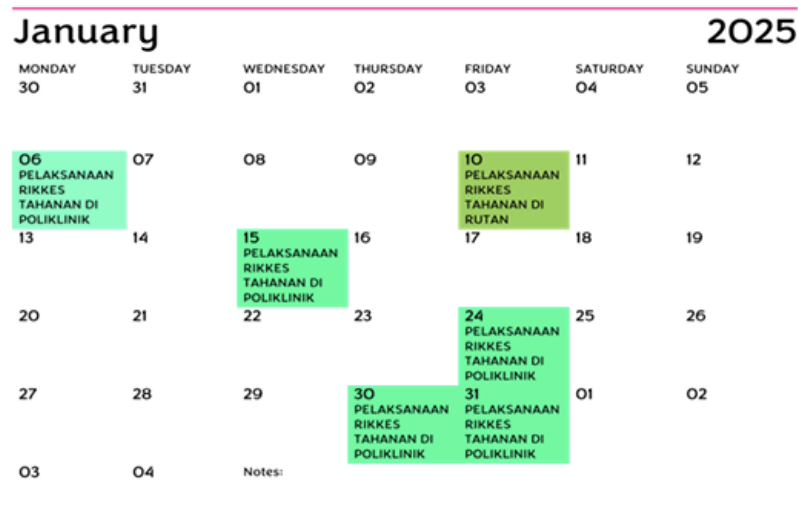 January 2025
MONDAY TUESDAY WEDNESDAY THURSDAY FRIDAY SATURDAY SUNDAY
30 31 01 02 03 04 05
06 07 08 09 10 11 12
PELAKSANAAN PELAKSANAAN
RIKKES RIKKES
TAHANAN DI TAHANAN DI
POLIKLINIK RUTAN
13 14 15 16 17 18 19
PELAKSANAAN
RIKKES
TAHANAN DI
POLIKLINIK
20 21 22 23 24 25 26
PELAKSANAAN
RIKKES
TAHANAN DI
POLIKLINIK
27 28 29 30 31 01 02
PELAKSANAAN PELAKSANAAN
RIKKES RIKKES
TAHANAN DI TAHANAN DI
POLIKLINIK POLIKLINIK
03 04 Notes: